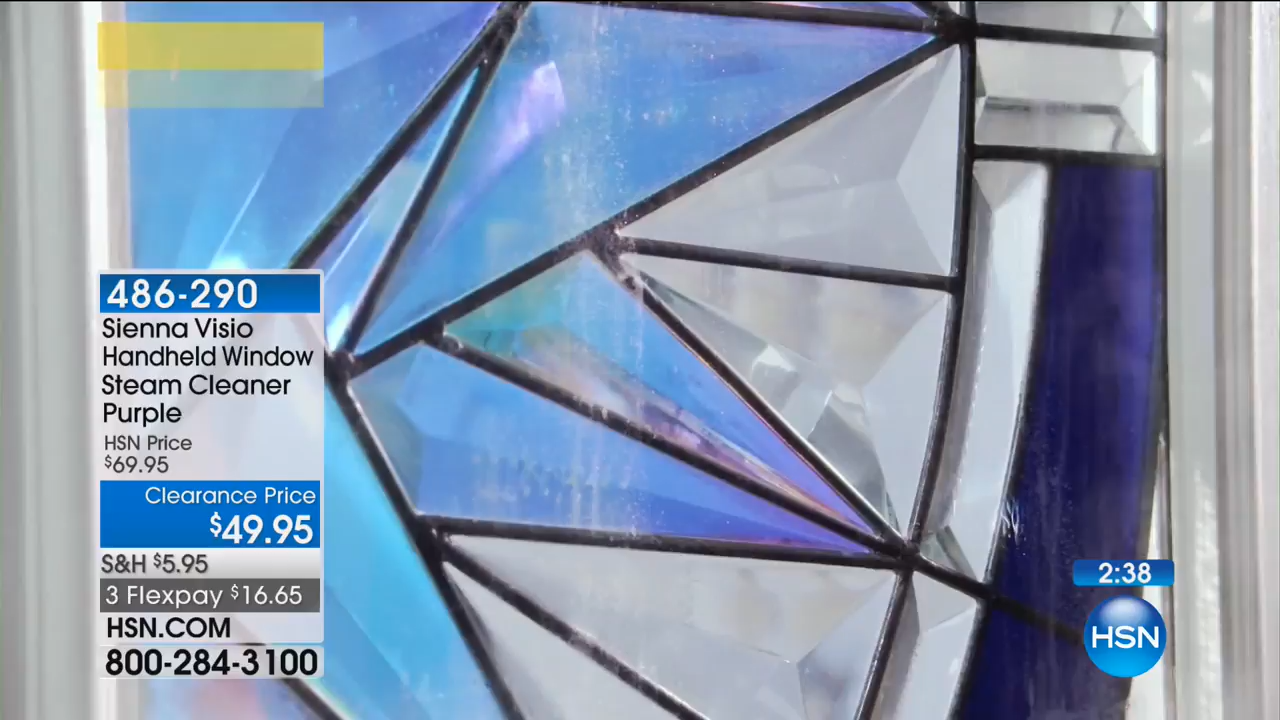 486-290
Sienna Visio
Handheld Window
Steam Cleaner
Purple
HSN Price
$69.95
Clearance Price
$49.95
S&H $5.95
3 Flexpay $16.65
HSN.COM
800-284-3100
2:38
HSN